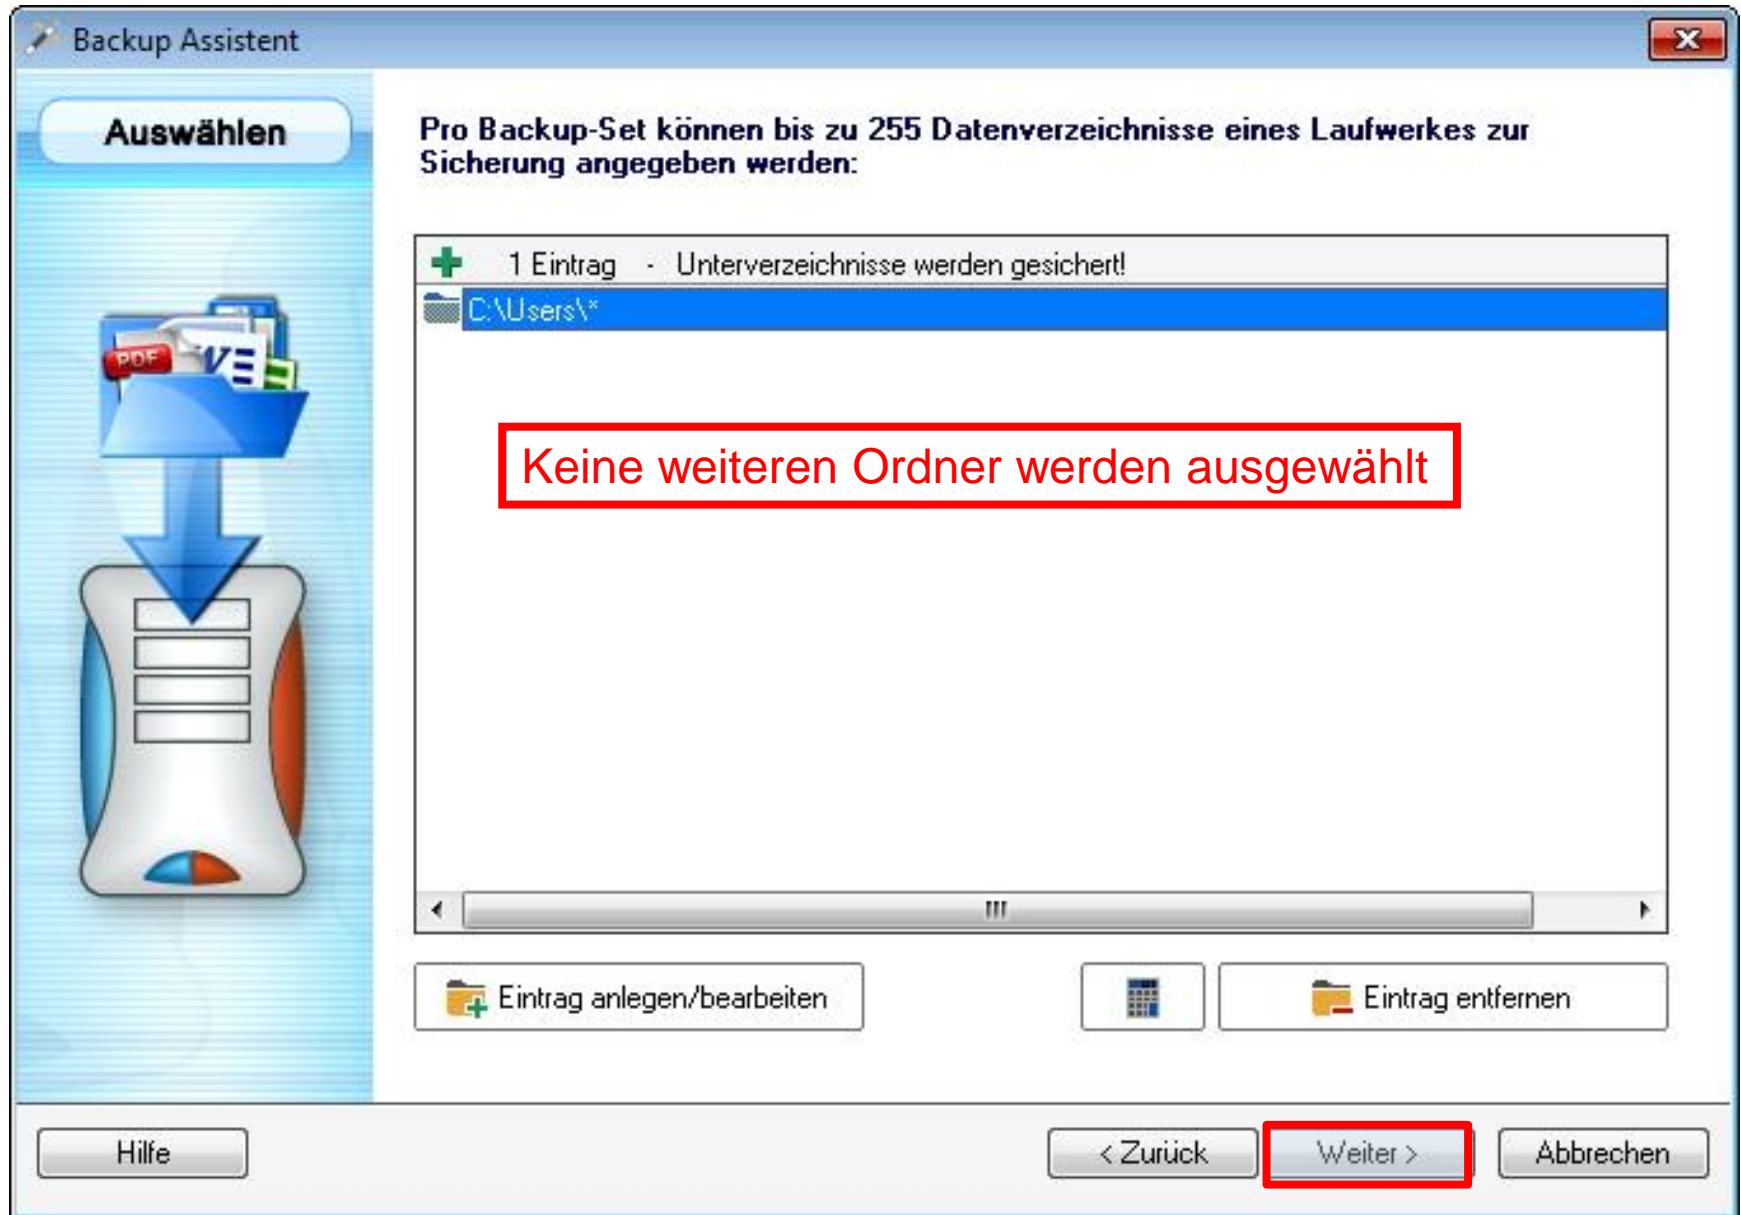 Backup Assistent
Auswählen
Pro Backup-Set können bis zu 255 Datenverzeichnisse eines Laufwerkes zur
Sicherung angegeben werden:
1 Eintrag - Unterverzeichnisse werden gesichert!
C:\Users\*
PDF
W
Keine weiteren Ordner werden ausgewählt
Eintrag anlegen/bearbeiten
Eintrag entfernen
Hilfe
< Zurück
Weiter >
Abbrechen